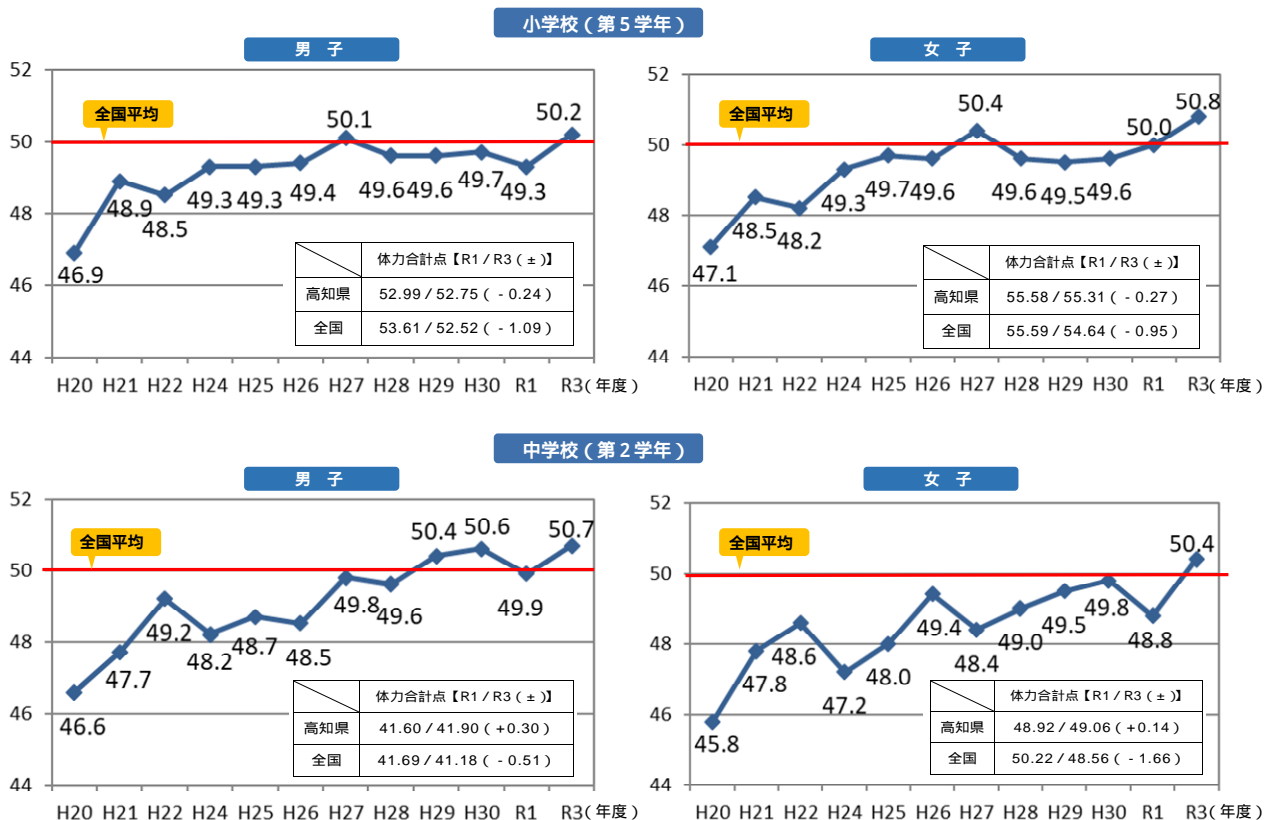 小学校（第５学年）
男　子
52
50
48
46
44
全国平均
46.9
48.9
48.5
49.3
49.3
49.4
50.1
49.6
49.6
49.7
49.3
50.2
体力合計点【R1／R3（±）】
高知県 52.99／52.75（－0.24）
全国 53.61／52.52（－1.09）
H20 H21 H22 H24 H25 H26 H27 H28 H29 H30 R1 R3（年度）
女　子
52
50
48
46
44
全国平均
47.1
48.5
48.2
49.3
49.7
49.6
50.4
49.6
49.5
49.6
50.0
50.8
体力合計点【R1／R3（±）】
高知県 55.58／55.31（－0.27）
全国 55.59／54.64（－0.95）
H20 H21 H22 H24 H25 H26 H27 H28 H29 H30 R1 R3（年度）
中学校（第２学年）
男　子
52
50
48
46
44
全国平均
46.6
47.7
49.2
48.2
48.7
48.5
49.8
49.6
50.4
50.6
49.9
50.7
体力合計点【R1／R3（±）】
高知県 41.60／41.90（+0.30）
全国 41.69／41.18（－0.51）
H20 H21 H22 H24 H25 H26 H27 H28 H29 H30 R1 R3（年度）
女　子
52
50
48
46
44
全国平均
45.8
47.8
48.6
47.2
48.0
49.4
48.4
49.0
49.5
49.8
48.8
50.4
体力合計点【R1／R3（±）】
高知県 48.92／49.06（+0.14）
全国 50.22／48.56（－1.66）
H20 H21 H22 H24 H25 H26 H27 H28 H29 H30 R1 R3（年度）